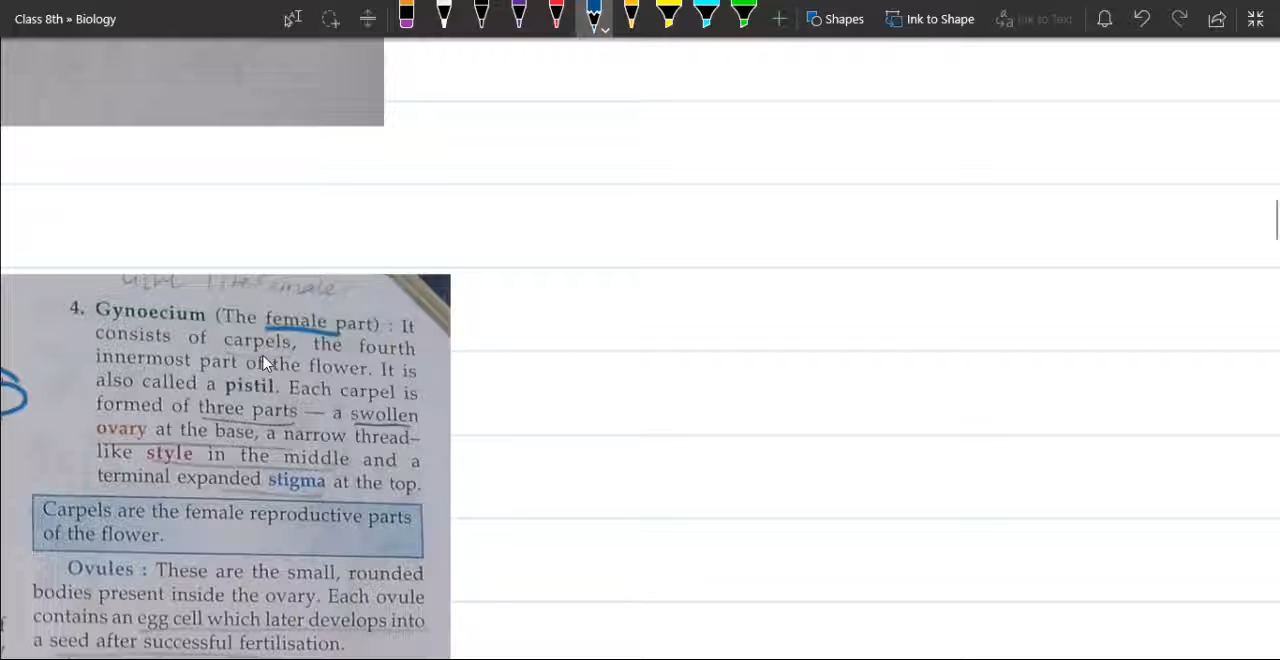 Class 8th » Biology
Shapes
Ink to Shape
Ink to Text
4. Gynoecium (The female part) : It
consists of carpels, the fourth
innermost part of the flower. It is
also called a pistil. Each carpel is
formed of three parts — a swollen
ovary at the base, a narrow thread–
like style in the middle and a
terminal expanded stigma at the top.
Carpels are the female reproductive parts
of the flower.
Ovules : These are the small, rounded
bodies present inside the ovary. Each ovule
contains an egg cell which later develops into
a seed after successful fertilisation.